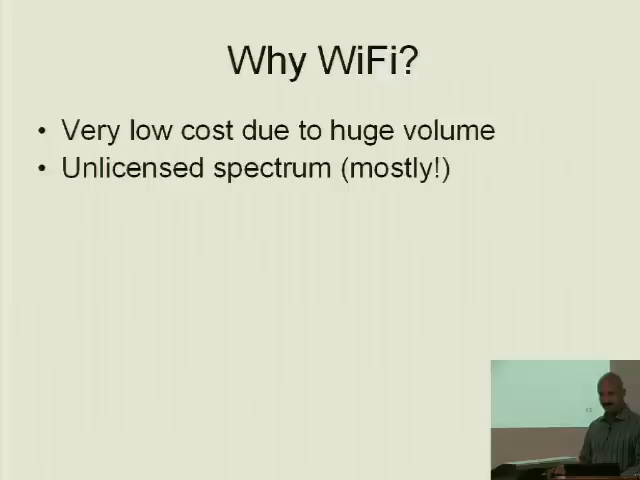 Why WiFi?
• Very low cost due to huge volume
• Unlicensed spectrum (mostly!)